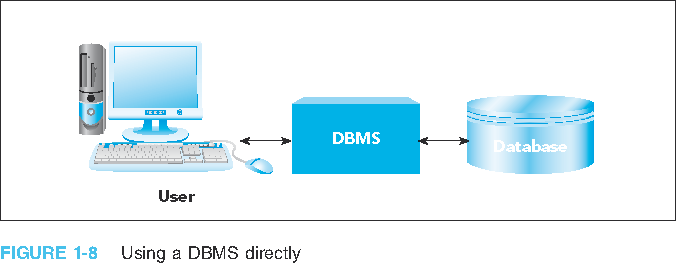 DBMS
Database
User
FIGURE 1-8 Using a DBMS directly